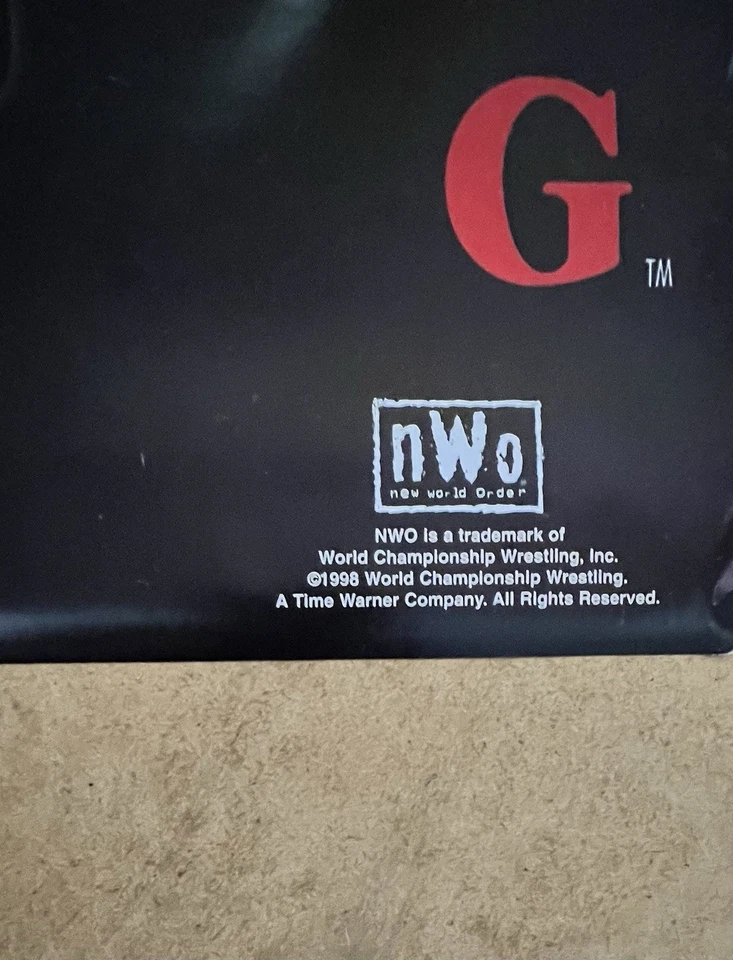 G
TM
nWo
new world Order
NWO is a trademark of
World Championship Wrestling, Inc.
©1998 World Championship Wrestling.
A Time Warner Company. All Rights Reserved.